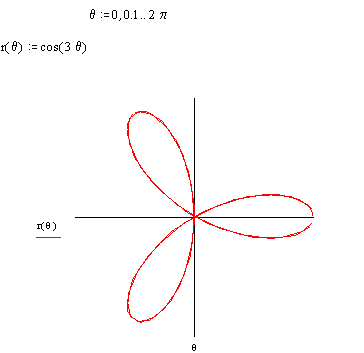 θ := 0, 0.1 .. 2 π
r(θ) := cos(3 θ)
r(θ)
θ